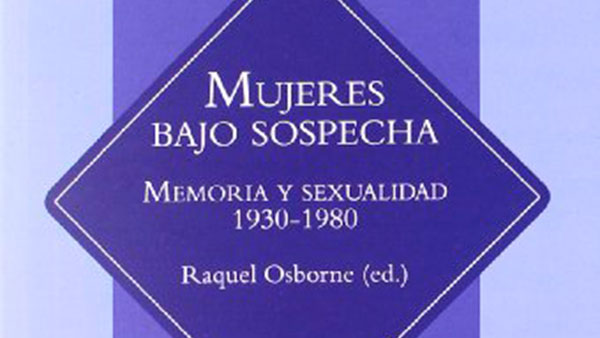 MUJERES
BAJO SOSPECHA
MEMORIA Y SEXUALIDAD
1930-1980
Raquel Osborne (ed.)